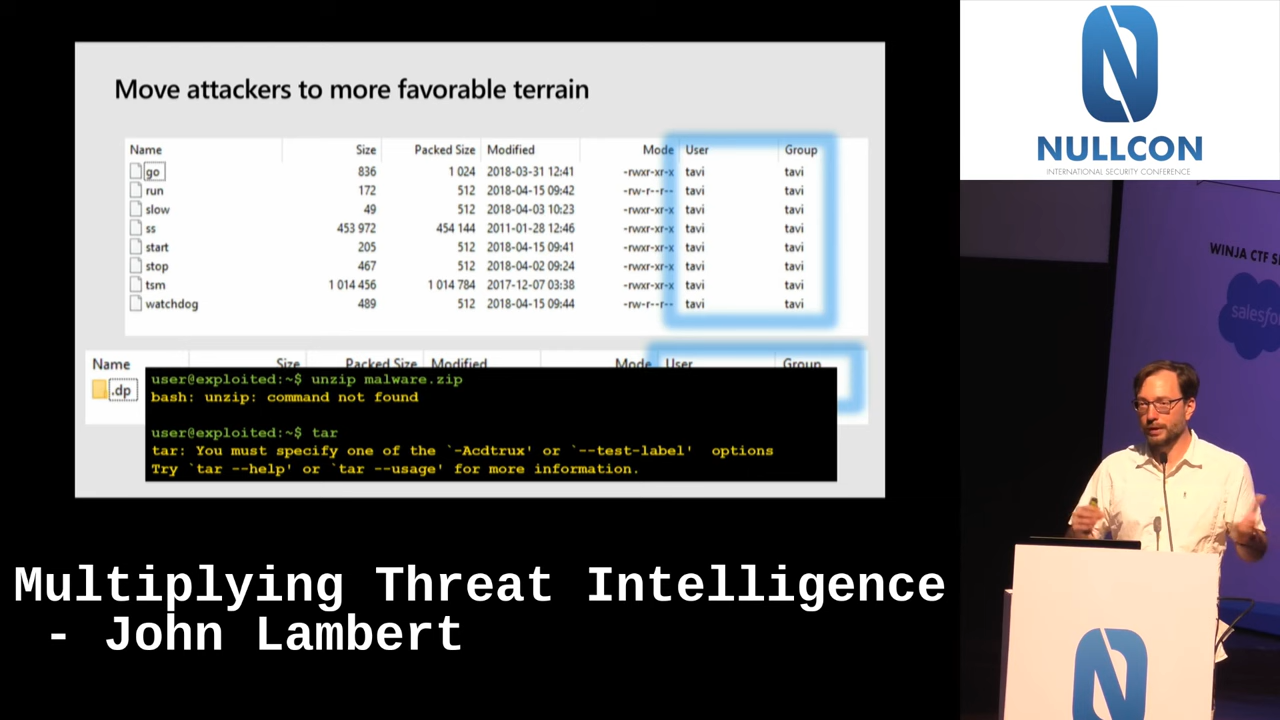 Move attackers to more favorable terrain
Name Size Packed Size Modified Mode User Group
go 836 1 024 2018-03-31 12:41 -rwxr-xr-x tavi tavi
run 172 512 2018-04-15 09:42 -rw-r--r-- tavi tavi
slow 49 512 2018-04-03 10:23 -rwxr-xr-x tavi tavi
ss 453 972 454 144 2011-01-28 12:46 -rwxr-xr-x tavi tavi
start 205 512 2018-04-15 09:41 -rwxr-xr-x tavi tavi
stop 467 512 2018-04-02 09:24 -rwxr-xr-x tavi tavi
tsm 1 014 456 1 014 784 2017-12-07 03:38 -rwxr-xr-x tavi tavi
watchdog 489 512 2018-04-15 09:44 -rw-r--r-- tavi tavi
Name Size Packed Size Modified Mode User Group
.dp
user@exploited:~$ unzip malware.zip
bash: unzip: command not found
user@exploited:~$ tar
tar: You must specify one of the `-Acdtrux' or `--test-label' options
Try `tar --help' or `tar --usage' for more information.
Multiplying Threat Intelligence
- John Lambert
NULLCON
INTERNATIONAL SECURITY CONFERENCE
WINJA CTF